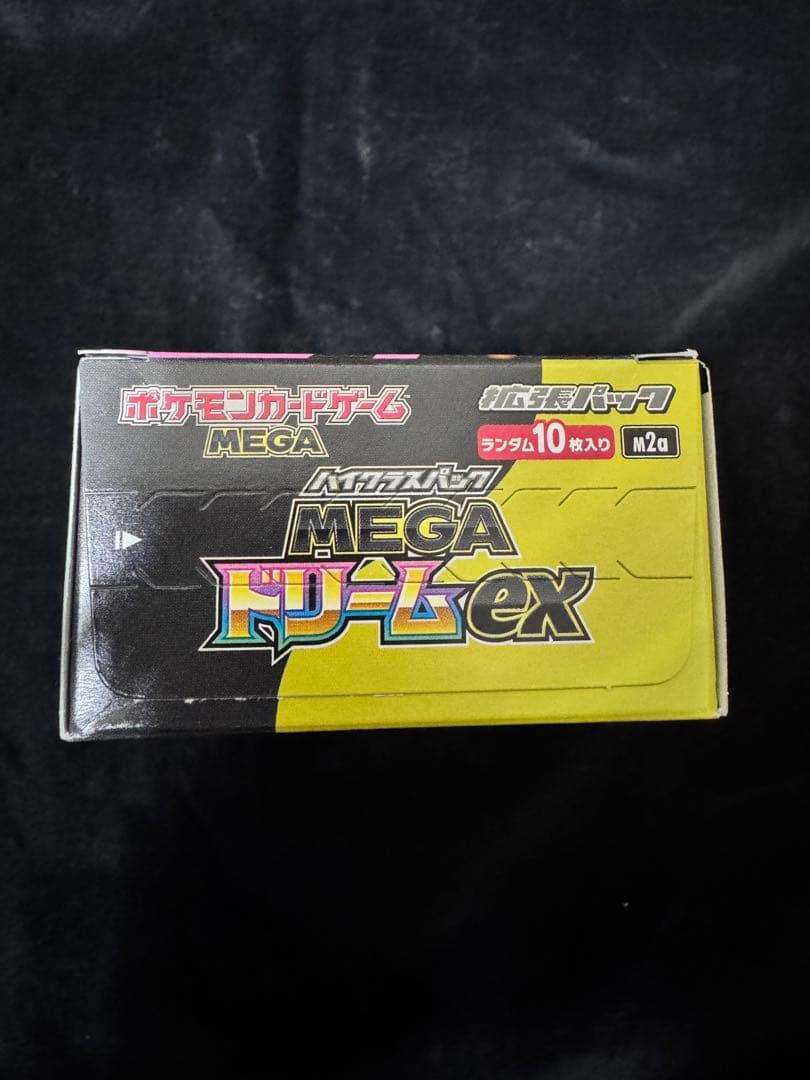 ポケモンカードゲーム
MEGA
拡張パック
ランダム10枚入り
M2a
ハイクラスパック
MEGA
ドリームex